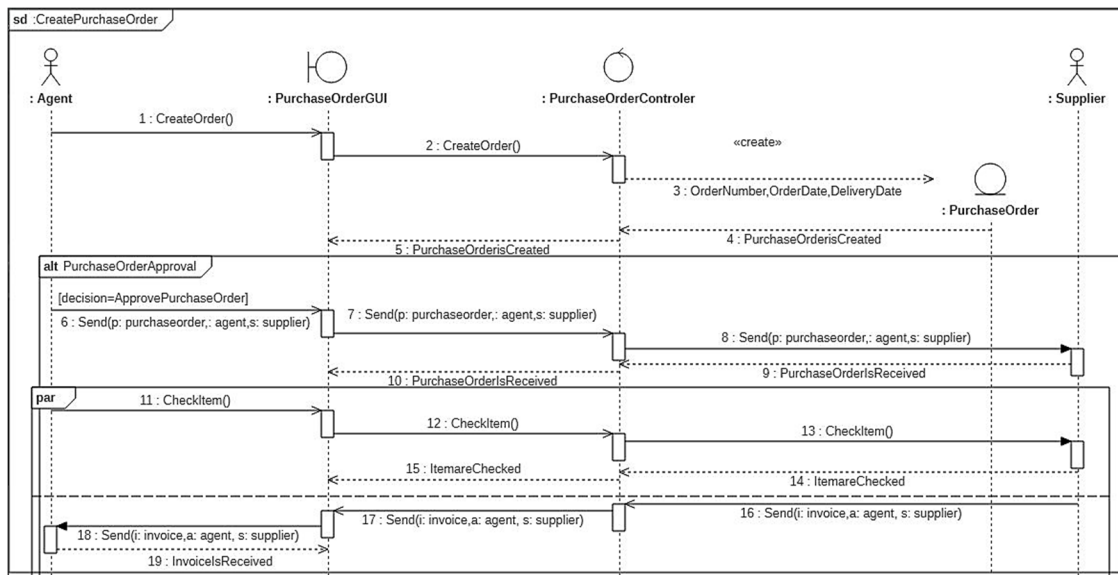 sd :CreatePurchaseOrder
: Agent
: PurchaseOrderGUI
: PurchaseOrderControler
: Supplier
1 : CreateOrder()
2 : CreateOrder()
«create»
3 : OrderNumber,OrderDate,DeliveryDate
: PurchaseOrder
4 : PurchaseOrderisCreated
5 : PurchaseOrderisCreated
alt PurchaseOrderApproval
[decision=ApprovePurchaseOrder]
6 : Send(p: purchaseorder,: agent,s: supplier)
7 : Send(p: purchaseorder,: agent,s: supplier)
8 : Send(p: purchaseorder,: agent,s: supplier)
9 : PurchaseOrderIsReceived
10 : PurchaseOrderIsReceived
par
11 : CheckItem()
12 : CheckItem()
13 : CheckItem()
14 : ItemareChecked
15 : ItemareChecked
16 : Send(i: invoice,a: agent, s: supplier)
17 : Send(i: invoice,a: agent, s: supplier)
18 : Send(i: invoice,a: agent, s: supplier)
19 : InvoiceIsReceived